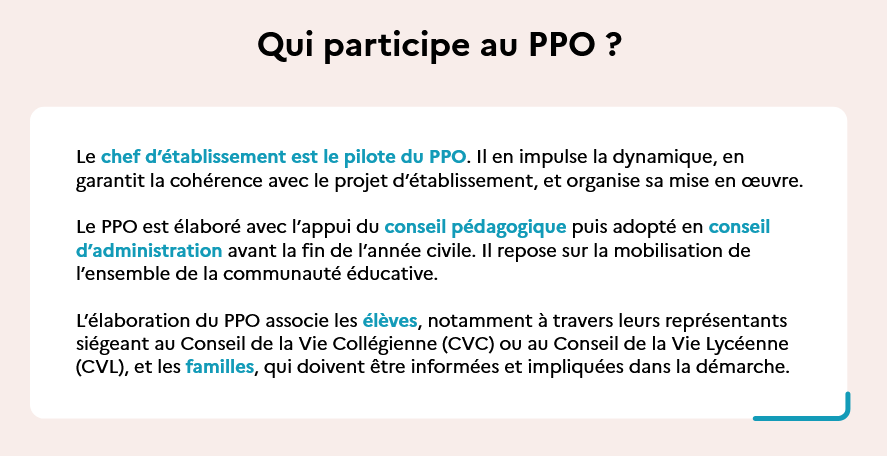 Qui participe au PPO ?
Le chef d’établissement est le pilote du PPO. Il en impulse la dynamique, en
garantit la cohérence avec le projet d’établissement, et organise sa mise en œuvre.
Le PPO est élaboré avec l’appui du conseil pédagogique puis adopté en conseil
d’administration avant la fin de l’année civile. Il repose sur la mobilisation de
l’ensemble de la communauté éducative.
L’élaboration du PPO associe les élèves, notamment à travers leurs représentants
siégeant au Conseil de la Vie Collégienne (CVC) ou au Conseil de la Vie Lycéenne
(CVL), et les familles, qui doivent être informées et impliquées dans la démarche.